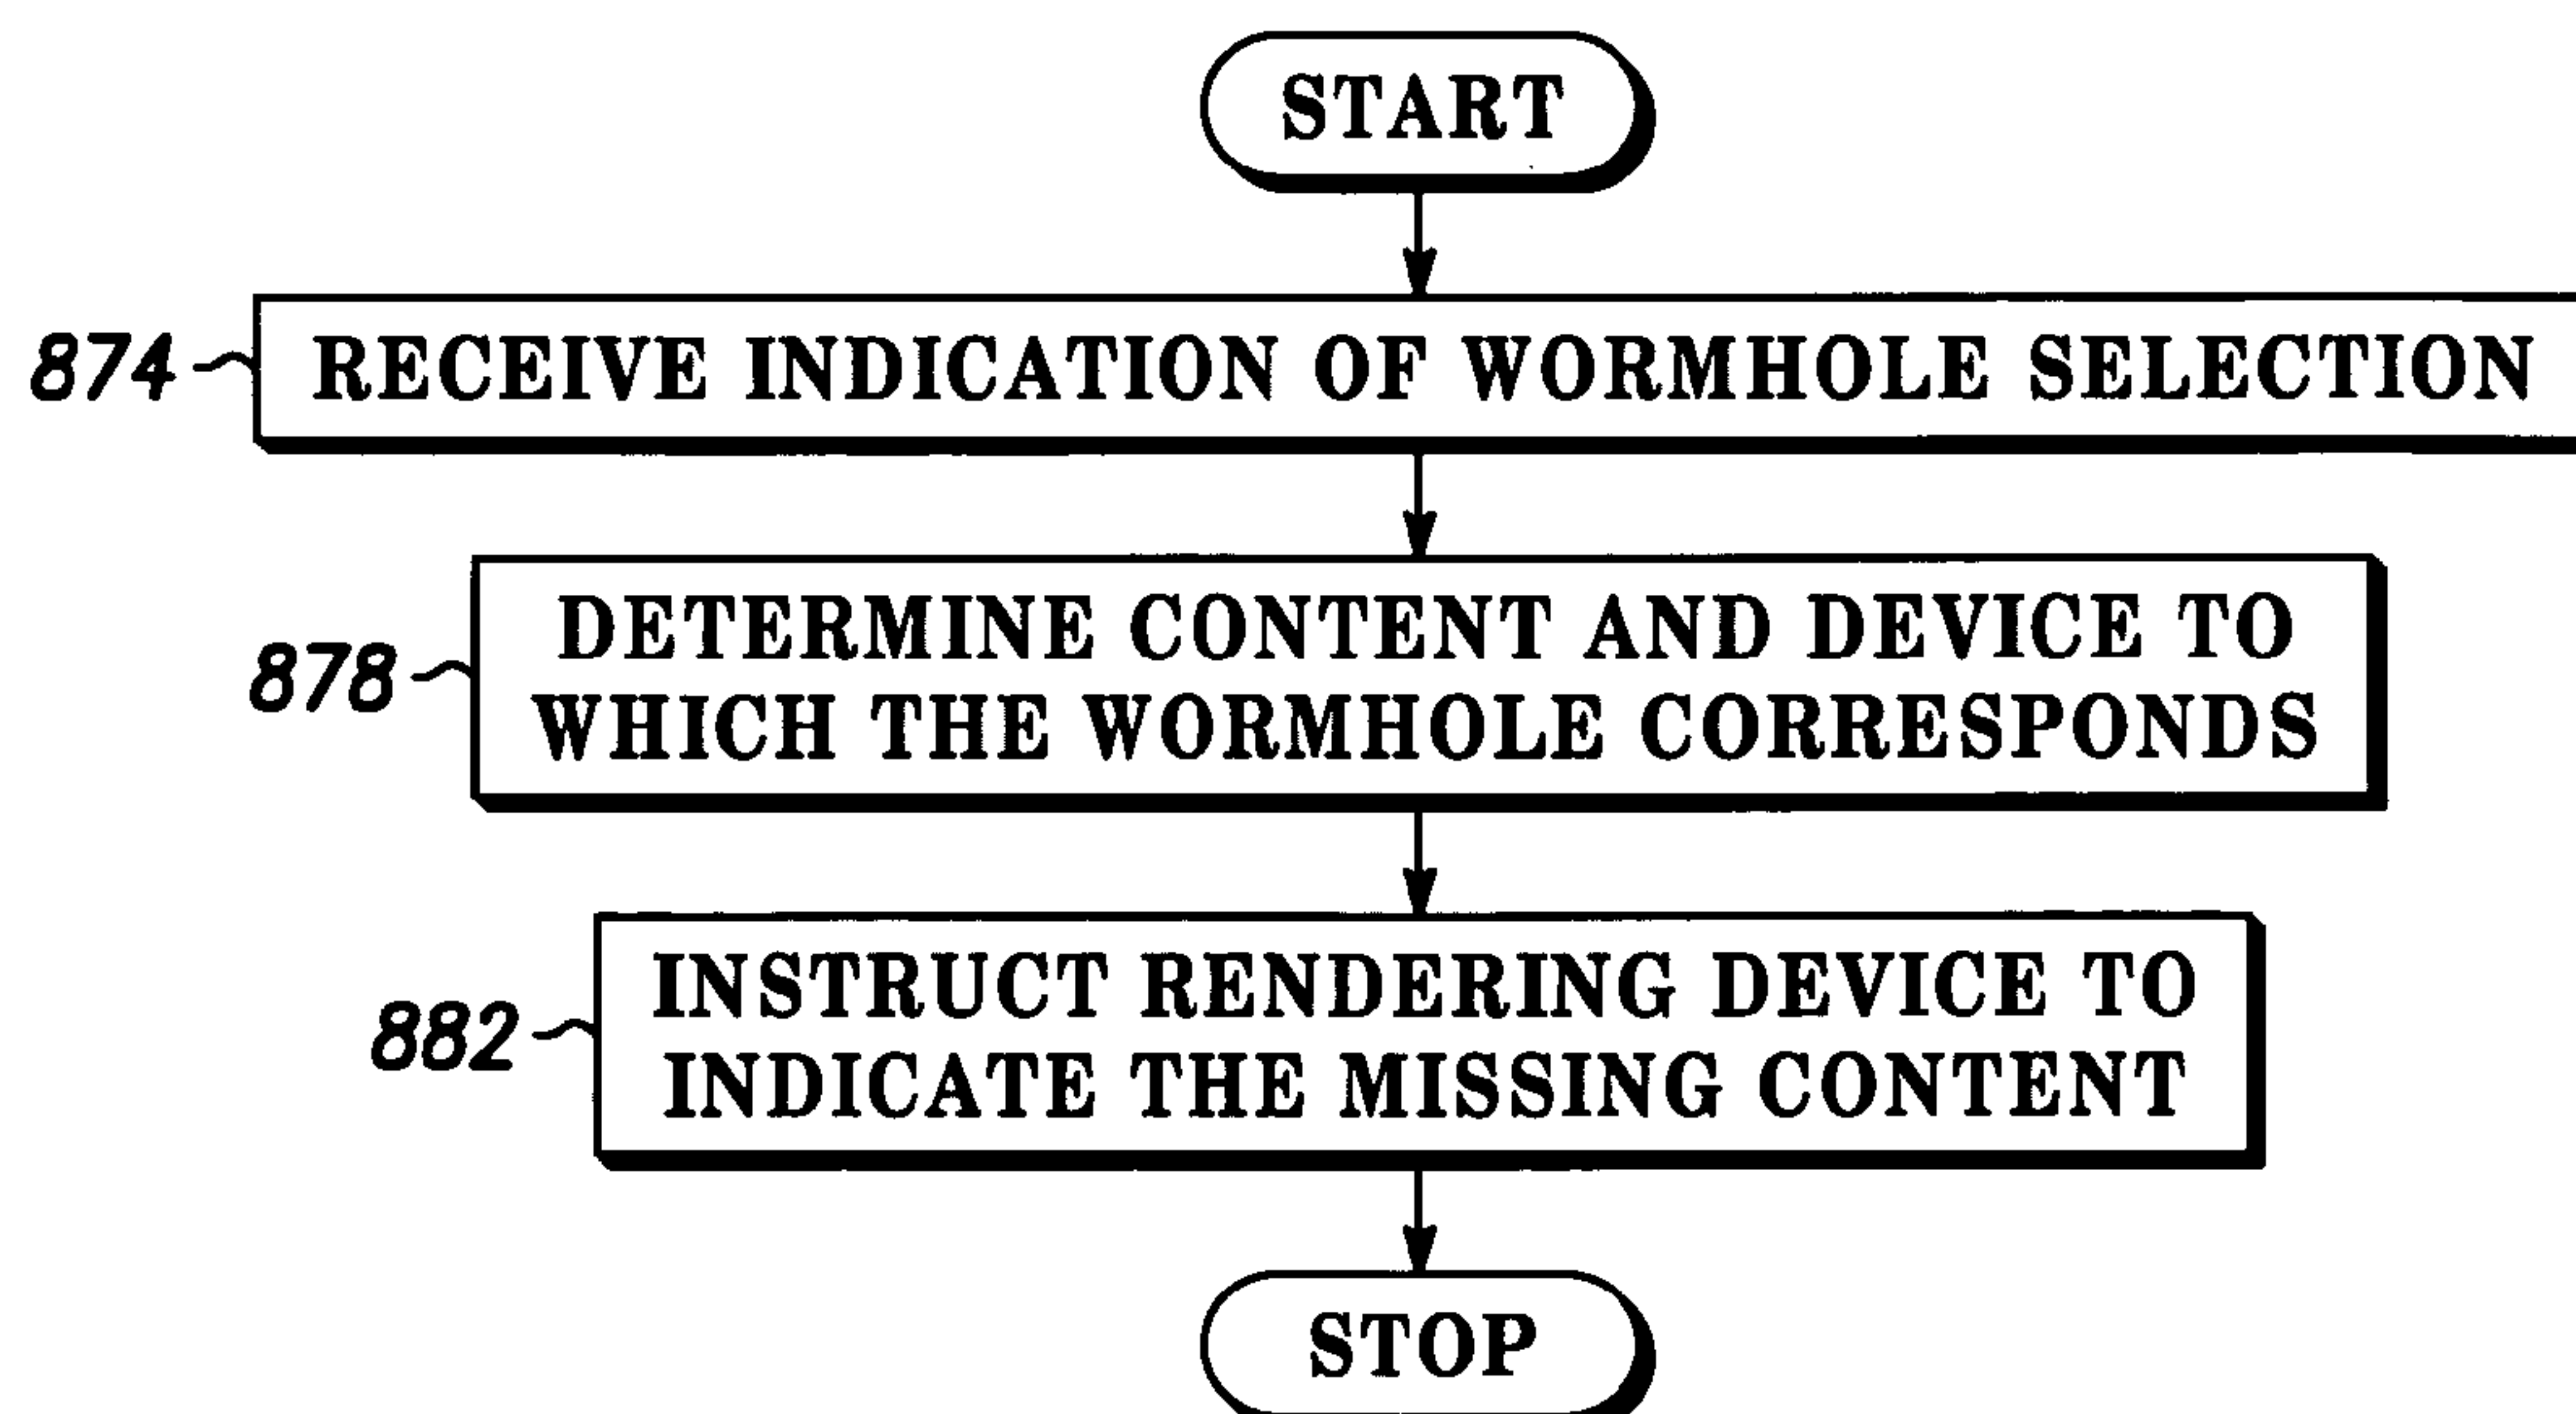 START
874 RECEIVE INDICATION OF WORMHOLE SELECTION
878
DETERMINE CONTENT AND DEVICE TO
WHICH THE WORMHOLE CORRESPONDS
882
INSTRUCT RENDERING DEVICE TO
INDICATE THE MISSING CONTENT
STOP